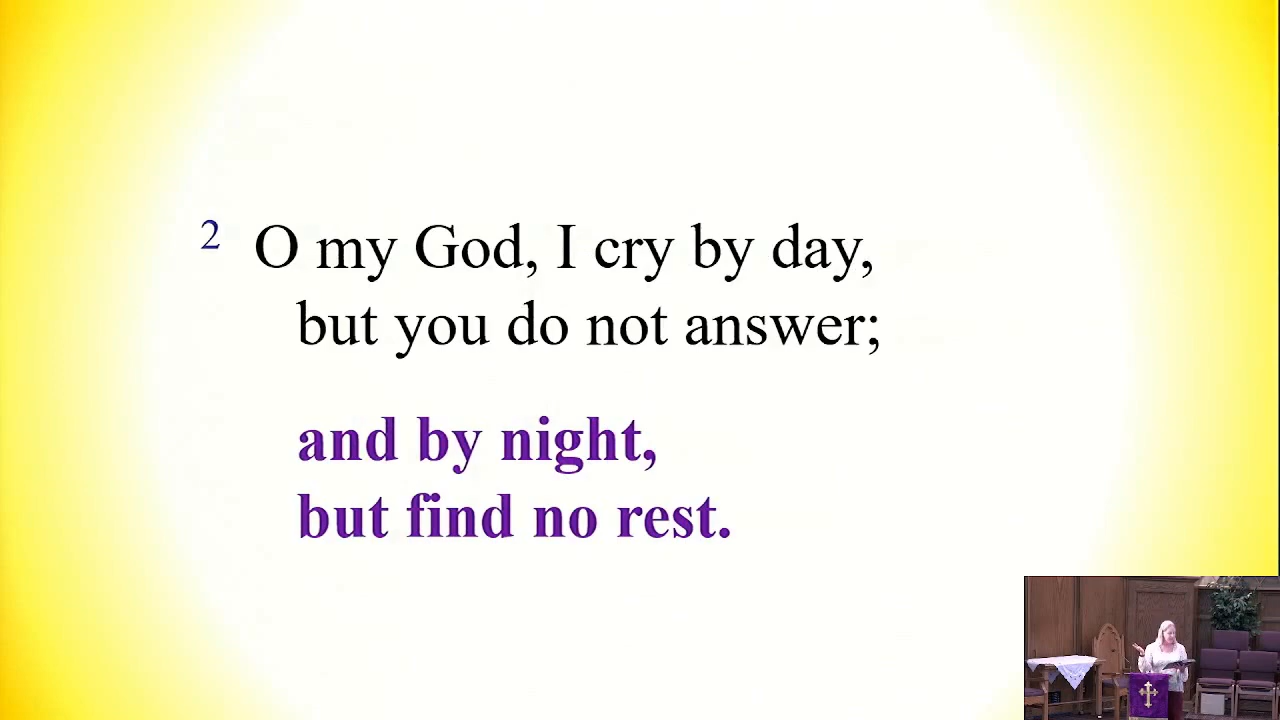 2 O my God, I cry by day,
but you do not answer;
and by night,
but find no rest.